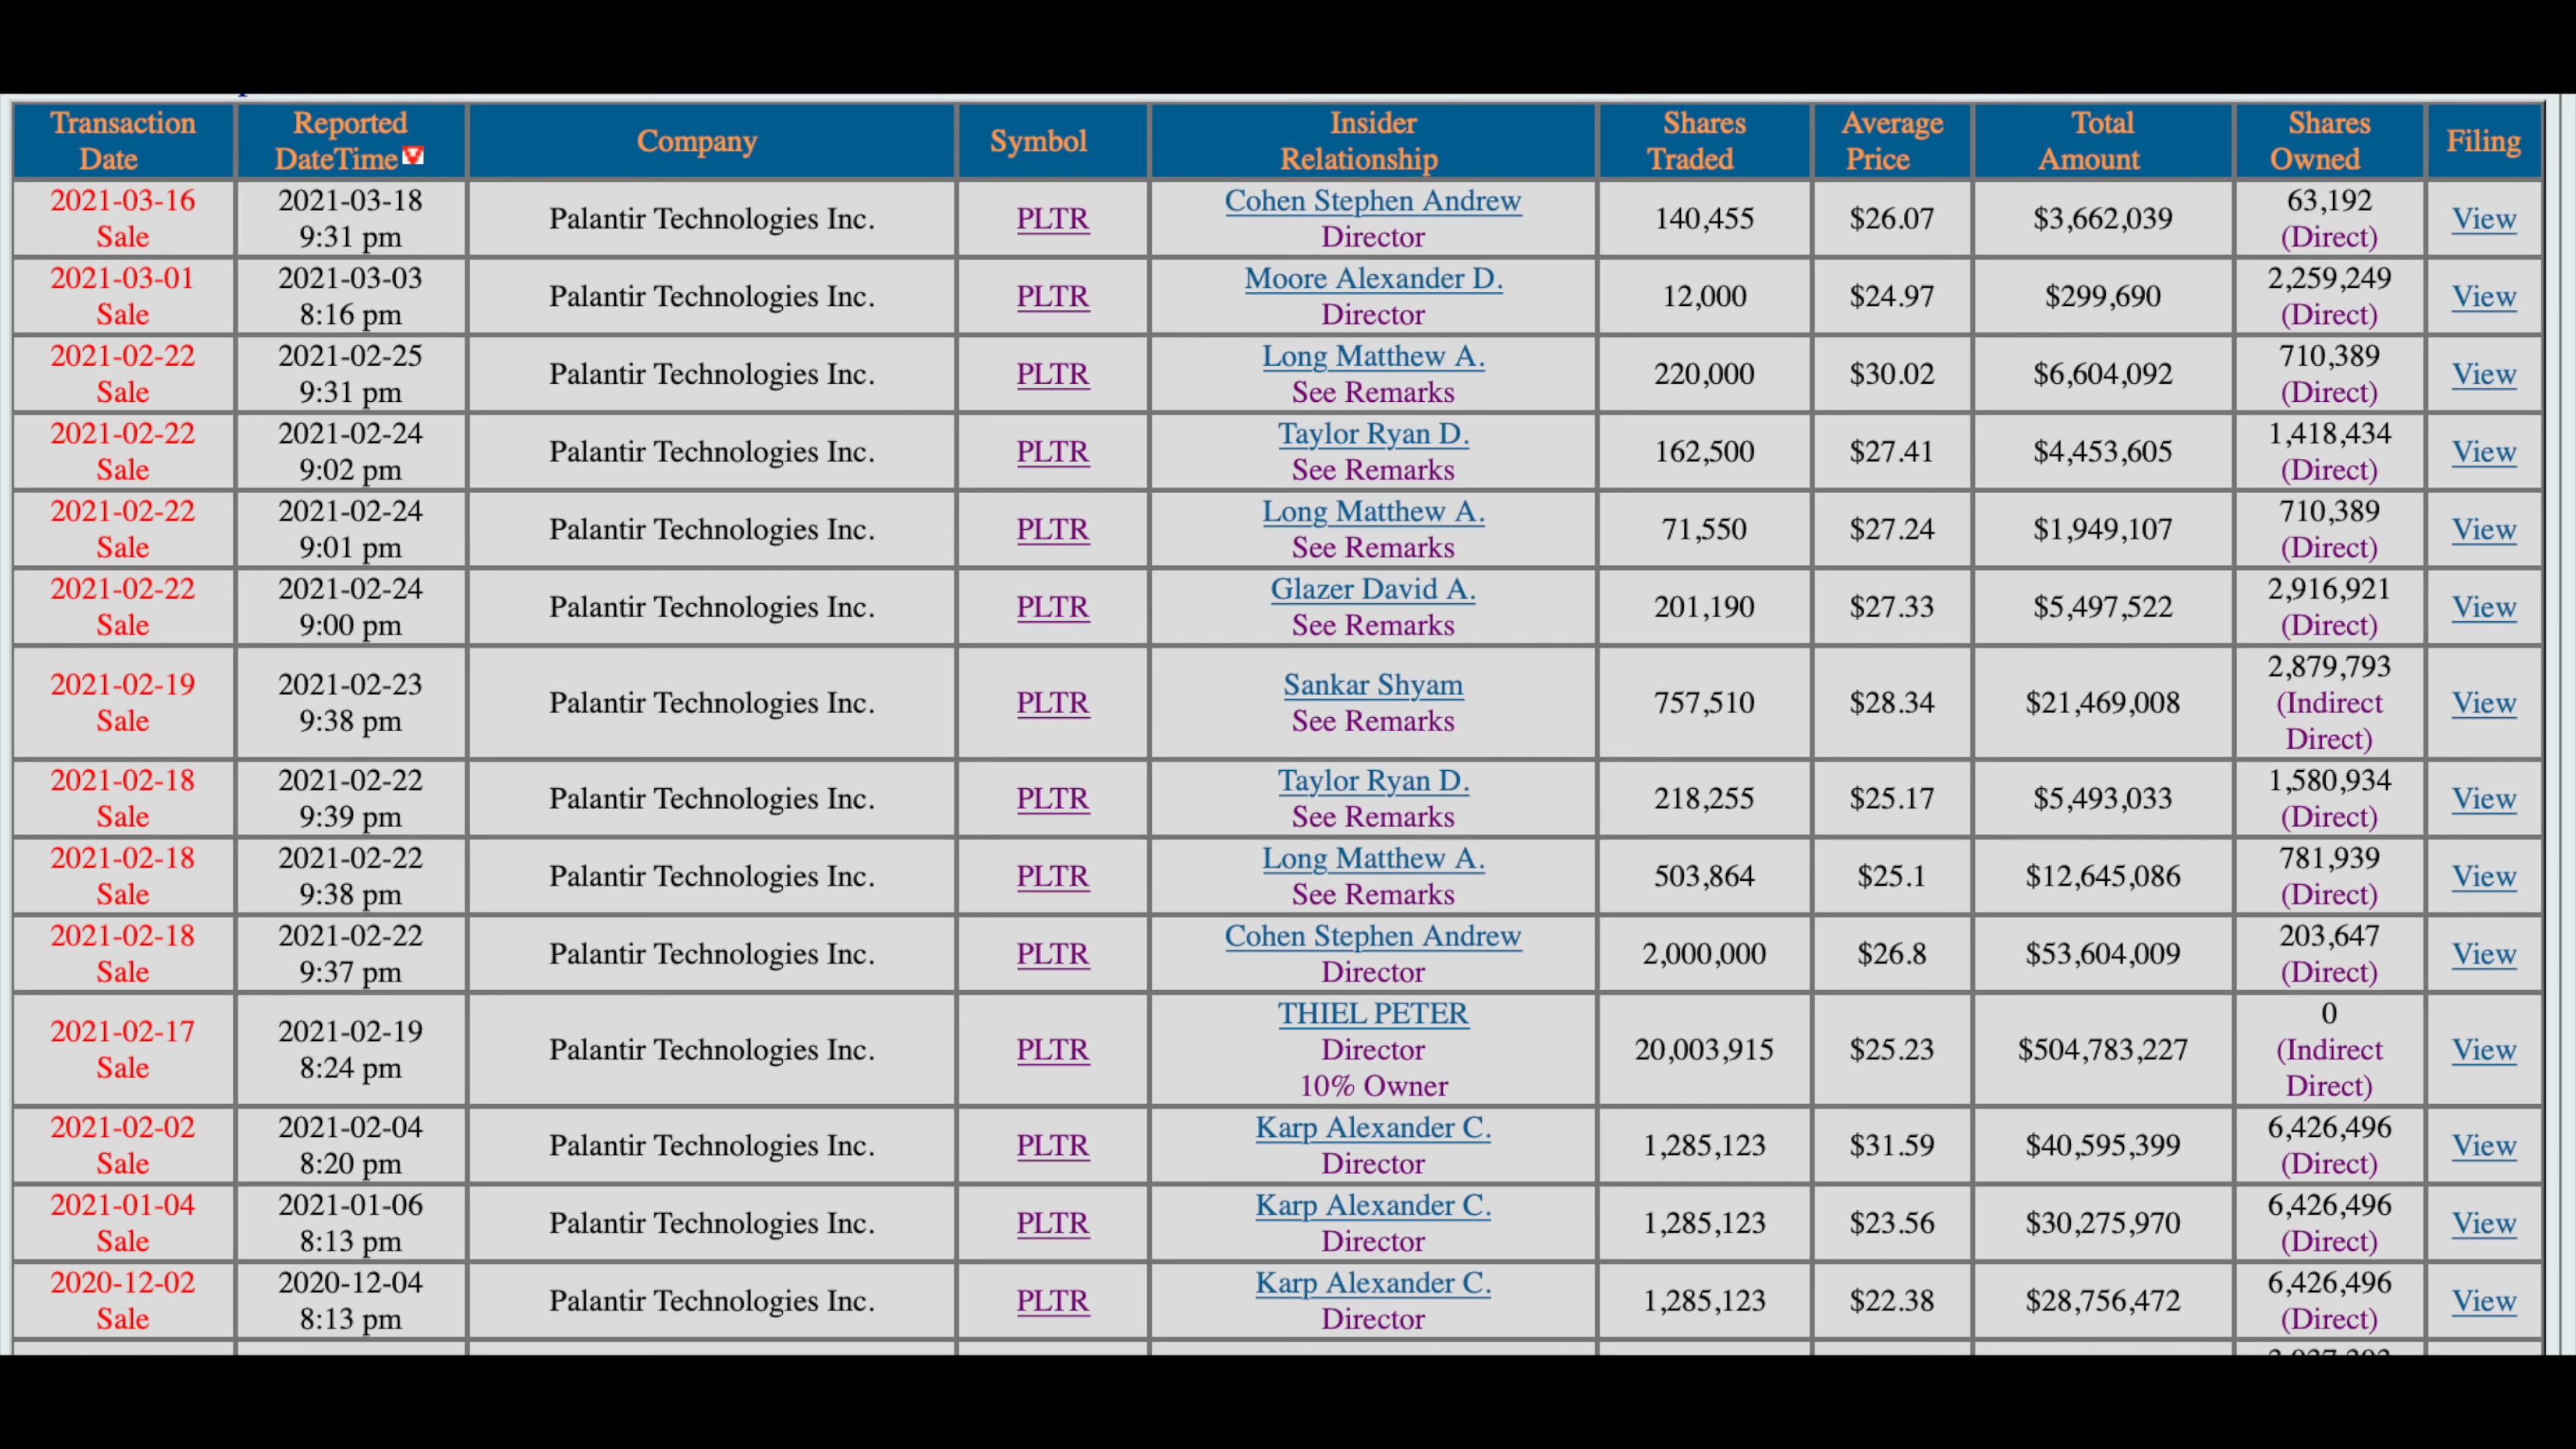 Transaction Date | Reported DateTime | Company | Symbol | Insider Relationship | Shares Traded | Average Price | Total Amount | Shares Owned | Filing
2021-03-16 Sale | 2021-03-18 9:31 pm | Palantir Technologies Inc. | PLTR | Cohen Stephen Andrew Director | 140,455 | $26.07 | $3,662,039 | 63,192 (Direct) | View
2021-03-01 Sale | 2021-03-03 8:16 pm | Palantir Technologies Inc. | PLTR | Moore Alexander D. Director | 12,000 | $24.97 | $299,690 | 2,259,249 (Direct) | View
2021-02-22 Sale | 2021-02-25 9:31 pm | Palantir Technologies Inc. | PLTR | Long Matthew A. See Remarks | 220,000 | $30.02 | $6,604,092 | 710,389 (Direct) | View
2021-02-22 Sale | 2021-02-24 9:02 pm | Palantir Technologies Inc. | PLTR | Taylor Ryan D. See Remarks | 162,500 | $27.41 | $4,453,605 | 1,418,434 (Direct) | View
2021-02-22 Sale | 2021-02-24 9:01 pm | Palantir Technologies Inc. | PLTR | Long Matthew A. See Remarks | 71,550 | $27.24 | $1,949,107 | 710,389 (Direct) | View
2021-02-22 Sale | 2021-02-24 9:00 pm | Palantir Technologies Inc. | PLTR | Glazer David A. See Remarks | 201,190 | $27.33 | $5,497,522 | 2,916,921 (Direct) | View
2021-02-19 Sale | 2021-02-23 9:38 pm | Palantir Technologies Inc. | PLTR | Sankar Shyam See Remarks | 757,510 | $28.34 | $21,469,008 | 2,879,793 (Indirect Direct) | View
2021-02-18 Sale | 2021-02-22 9:39 pm | Palantir Technologies Inc. | PLTR | Taylor Ryan D. See Remarks | 218,255 | $25.17 | $5,493,033 | 1,580,934 (Direct) | View
2021-02-18 Sale | 2021-02-22 9:38 pm | Palantir Technologies Inc. | PLTR | Long Matthew A. See Remarks | 503,864 | $25.1 | $12,645,086 | 781,939 (Direct) | View
2021-02-18 Sale | 2021-02-22 9:37 pm | Palantir Technologies Inc. | PLTR | Cohen Stephen Andrew Director | 2,000,000 | $26.8 | $53,604,009 | 203,647 (Direct) | View
2021-02-17 Sale | 2021-02-19 8:24 pm | Palantir Technologies Inc. | PLTR | THIEL PETER Director 10% Owner | 20,003,915 | $25.23 | $504,783,227 | 0 (Indirect Direct) | View
2021-02-02 Sale | 2021-02-04 8:20 pm | Palantir Technologies Inc. | PLTR | Karp Alexander C. Director | 1,285,123 | $31.59 | $40,595,399 | 6,426,496 (Direct) | View
2021-01-04 Sale | 2021-01-06 8:13 pm | Palantir Technologies Inc. | PLTR | Karp Alexander C. Director | 1,285,123 | $23.56 | $30,275,970 | 6,426,496 (Direct) | View
2020-12-02 Sale | 2020-12-04 8:13 pm | Palantir Technologies Inc. | PLTR | Karp Alexander C. Director | 1,285,123 | $22.38 | $28,756,472 | 6,426,496 (Direct) | View